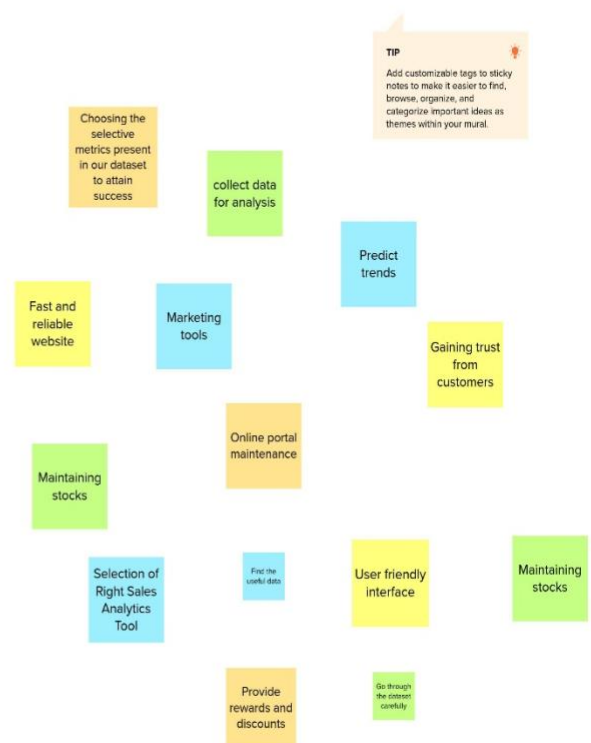 TIP
Add customizable tags to sticky
notes to make it easier to find,
browse, organize, and
categorize important ideas as
themes within your mural.
Choosing the
selective
metrics present
in our dataset
to attain
success
collect data
for analysis
Predict
trends
Fast and
reliable
website
Marketing
tools
Gaining trust
from
customers
Online portal
maintenance
Maintaining
stocks
Selection of
Right Sales
Analytics
Tool
Find the
useful data
User friendly
interface
Maintaining
stocks
Provide
rewards and
discounts
Go through
the dataset
carefully